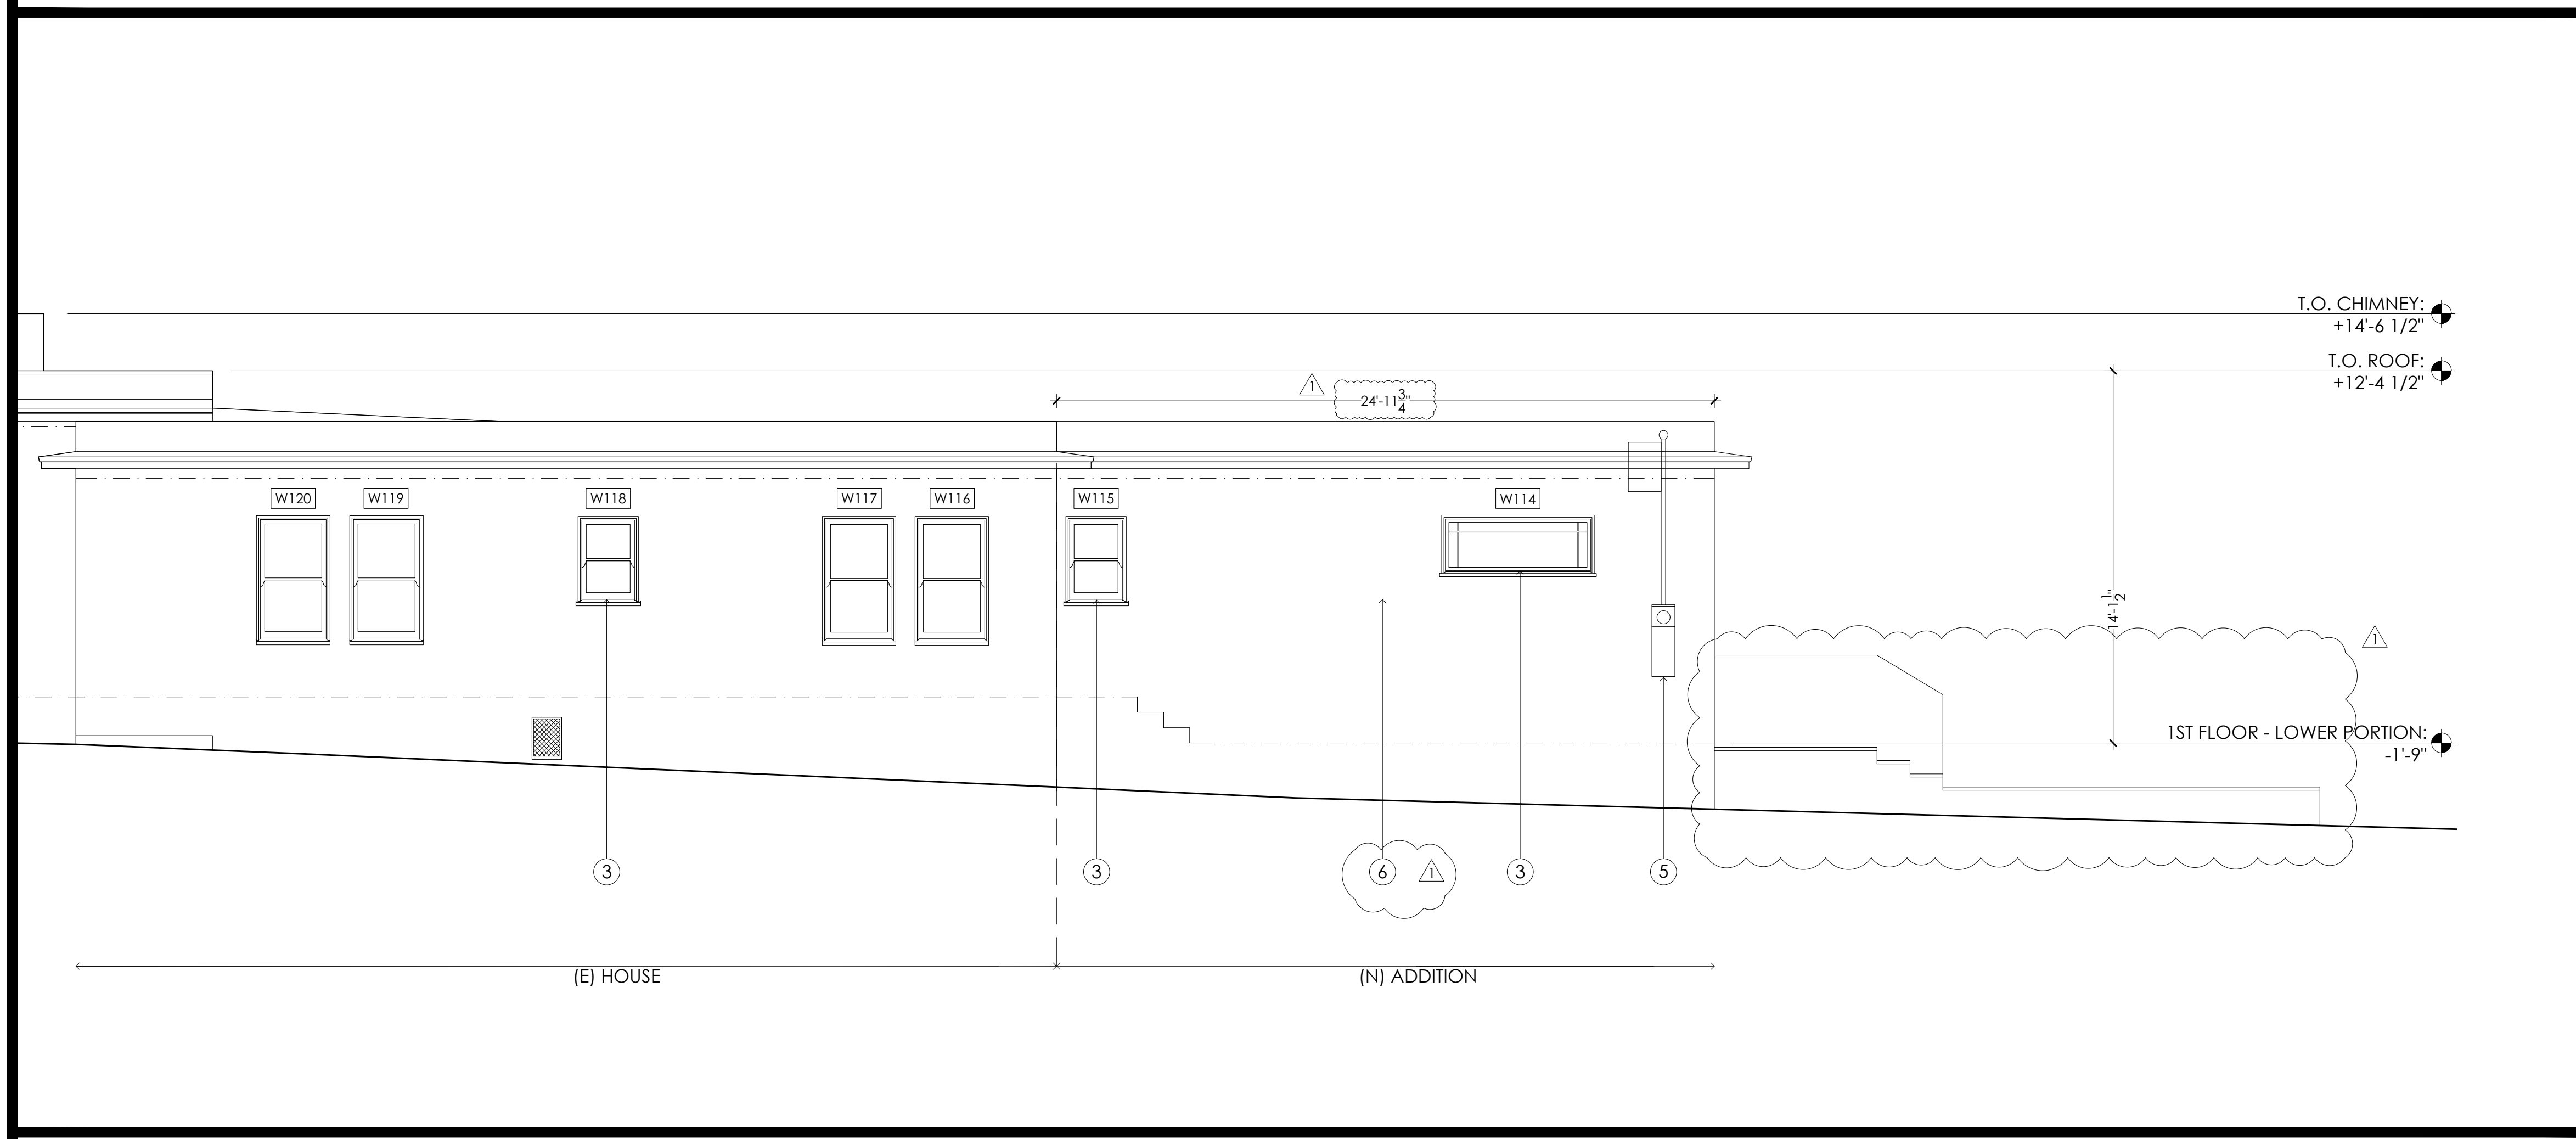 T.O. CHIMNEY:
+14'-6 1/2"
T.O. ROOF:
+12'-4 1/2"
1
24'-11 3/4"
W120
W119
W118
W117
W116
W115
W114
14'-1 1/2"
1
1ST FLOOR - LOWER PORTION:
-1'-9"
3
3
6
1
3
5
(E) HOUSE
(N) ADDITION